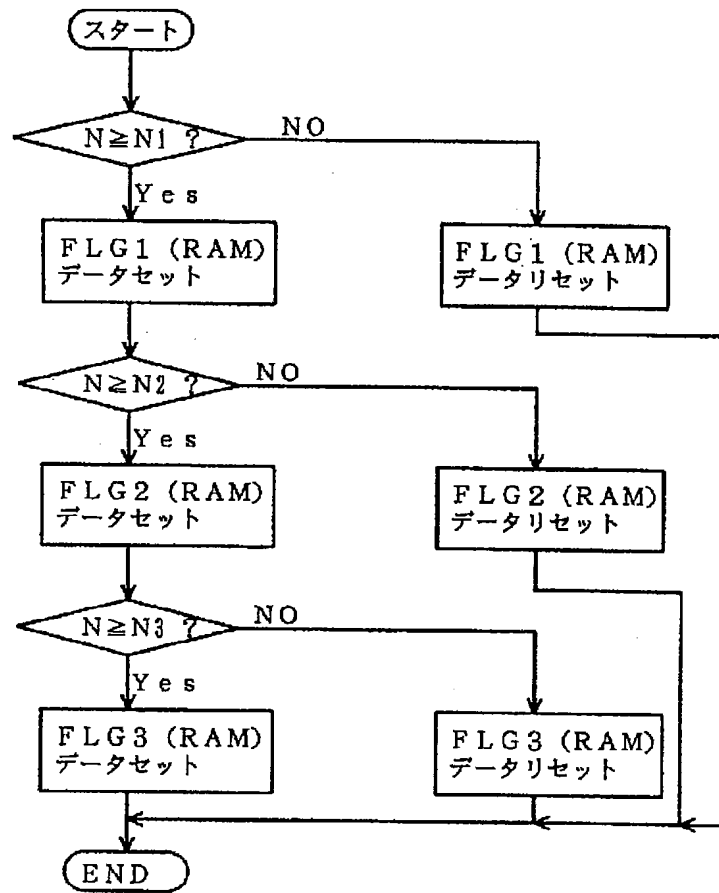 スタート
N≧N1 ?
NO
Yes
FLG1 (RAM)
データセット
FLG1 (RAM)
データリセット
N≧N2 ?
NO
Yes
FLG2 (RAM)
データセット
FLG2 (RAM)
データリセット
N≧N3 ?
NO
Yes
FLG3 (RAM)
データセット
FLG3 (RAM)
データリセット
END